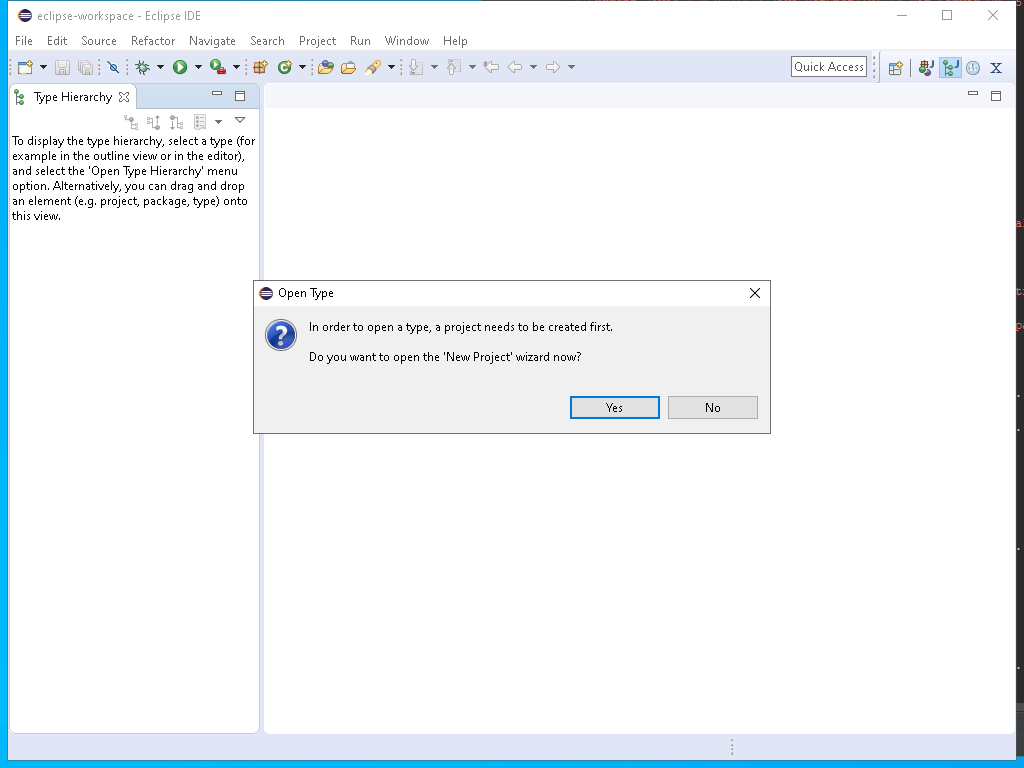 eclipse-workspace - Eclipse IDE
File Edit Source Refactor Navigate Search Project Run Window Help
Quick Access
Type Hierarchy
To display the type hierarchy, select a type (for
example in the outline view or in the editor),
and select the 'Open Type Hierarchy' menu
option. Alternatively, you can drag and drop
an element (e.g. project, package, type) onto
this view.
Open Type
In order to open a type, a project needs to be created first.
Do you want to open the 'New Project' wizard now?
Yes No